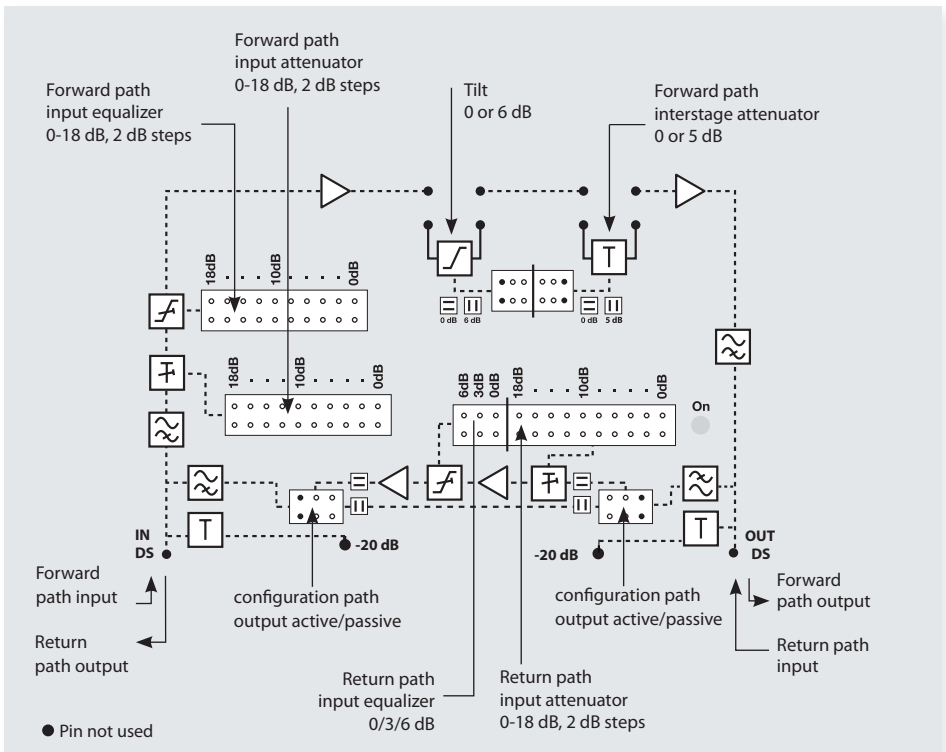 Forward path
input attenuator
0-18 dB, 2 dB steps
Forward path
input equalizer
0-18 dB, 2 dB steps
Tilt
0 or 6 dB
Forward path
interstage attenuator
0 or 5 dB
18dB . . . . 10dB . . . . . 0dB
0 dB 6 dB
0 dB 5 dB
18dB . . . . 10dB . . . . . 0dB
6dB 3dB 0dB 18dB . . . . 10dB . . . . . 0dB
On
T
T
T
IN
DS
-20 dB
-20 dB
OUT
DS
Forward
path input
Return
path output
configuration path
output active/passive
configuration path
output active/passive
Forward
path output
Return path
input
Return path
input equalizer
0/3/6 dB
Return path
input attenuator
0-18 dB, 2 dB steps
Pin not used